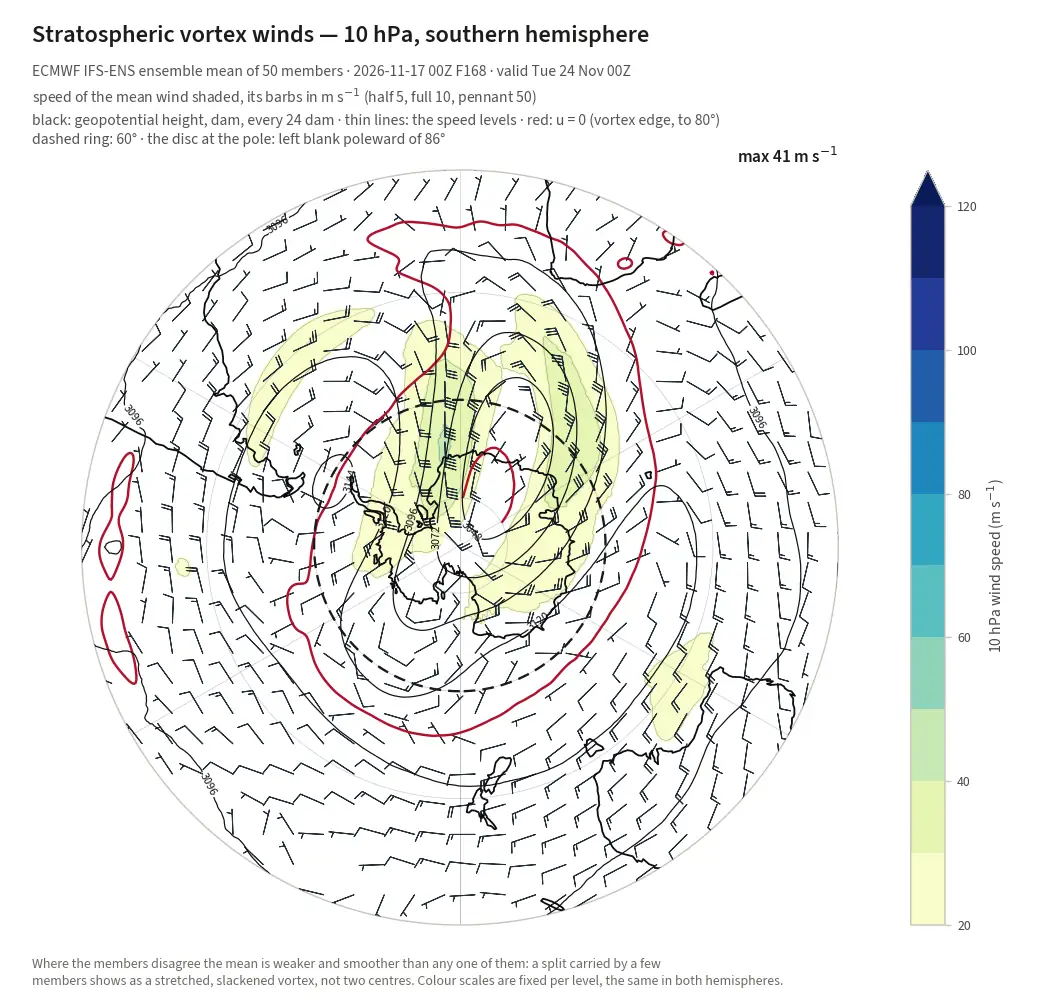 Stratospheric vortex winds — 10 hPa, southern hemisphere
ECMWF IFS-ENS ensemble mean of 50 members · 2026-11-17 00Z F168 · valid Tue 24 Nov 00Z
speed of the mean wind shaded, its barbs in m s⁻¹ (half 5, full 10, pennant 50)
black: geopotential height, dam, every 24 dam · thin lines: the speed levels · red: u = 0 (vortex edge, to 80°)
dashed ring: 60° · the disc at the pole: left blank poleward of 86°
max 41 m s⁻¹
120
100
80
60
40
20
10 hPa wind speed (m s⁻¹)
3096
3096
3096
3096
3072
3096
3120
Where the members disagree the mean is weaker and smoother than any one of them: a split carried by a few
members shows as a stretched, slackened vortex, not two centres. Colour scales are fixed per level, the same in both hemispheres.